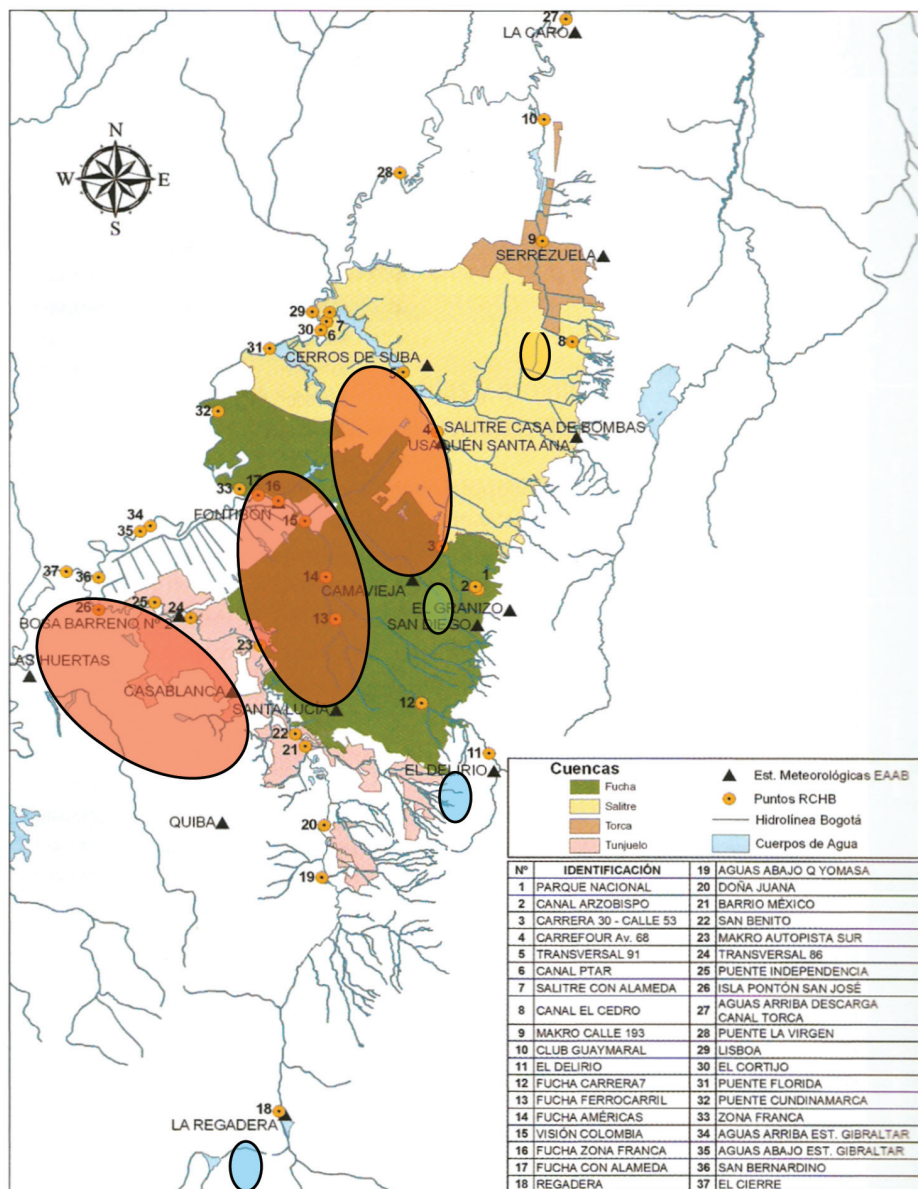 27
LA CARO
10
N
W E
S
28
9
SERREZUELA
29
7
30
6
8
31
CERROS DE SUBA
5
32
4
SALITRE CASA DE BOMBAS
USAQUÉN SANTA ANA
17
33
16
FONTIBÓN
15
34
35
3
37
36
14
CAMAVIEJA
1
2
26
25
24
EL GRANIZO
BOSA BARRENO Nº 2
13
SAN DIEGO
23
AS HUERTAS
CASABLANCA
SANTA LUCIA
12
22
21
11
EL DELIRIO
QUIBA
20
19
18
LA REGADERA
Cuencas
Fucha
Salitre
Torca
Tunjuelo
Est. Meteorológicas EAAB
Puntos RCHB
Hidrolínea Bogotá
Cuerpos de Agua
Nº IDENTIFICACIÓN 19 AGUAS ABAJO Q YOMASA
1 PARQUE NACIONAL 20 DOÑA JUANA
2 CANAL ARZOBISPO 21 BARRIO MÉXICO
3 CARRERA 30 - CALLE 53 22 SAN BENITO
4 CARREFOUR Av. 68 23 MAKRO AUTOPISTA SUR
5 TRANSVERSAL 91 24 TRANSVERSAL 86
6 CANAL PTAR 25 PUENTE INDEPENDENCIA
7 SALITRE CON ALAMEDA 26 ISLA PONTÓN SAN JOSÉ
8 CANAL EL CEDRO 27 AGUAS ARRIBA DESCARGA
CANAL TORCA
9 MAKRO CALLE 193 28 PUENTE LA VIRGEN
10 CLUB GUAYMARAL 29 LISBOA
11 EL DELIRIO 30 EL CORTIJO
12 FUCHA CARRERA7 31 PUENTE FLORIDA
13 FUCHA FERROCARRIL 32 PUENTE CUNDINAMARCA
14 FUCHA AMÉRICAS 33 ZONA FRANCA
15 VISIÓN COLOMBIA 34 AGUAS ARRIBA EST. GIBRALTAR
16 FUCHA ZONA FRANCA 35 AGUAS ABAJO EST. GIBRALTAR
17 FUCHA CON ALAMEDA 36 SAN BERNARDINO
18 REGADERA 37 EL CIERRE